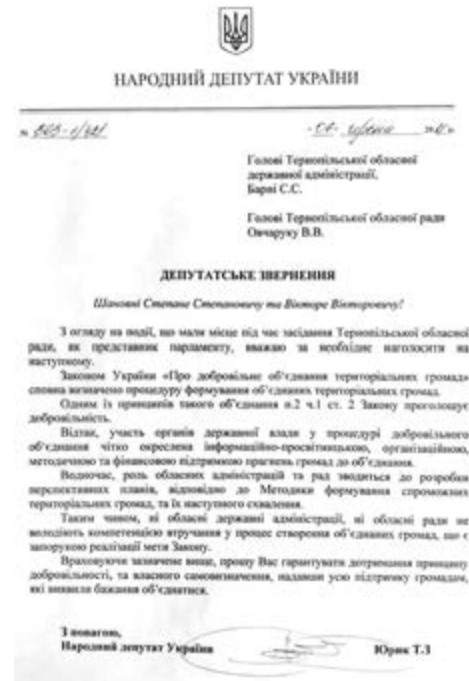 НАРОДНИЙ ДЕПУТАТ УКРАЇНИ
Голові Тернопільської обласної
державної адміністрації,
Барні С.С.
Голові Тернопільської обласної ради
Овчаруку В.В.
ДЕПУТАТСЬКЕ ЗВЕРНЕННЯ
Шановні Степане Степановичу та Вікторе Вікторовичу!
З огляду на події, що мали місце під час засідання Тернопільської обласної
ради, як представник парламенту, вважаю за необхідне наголосити на
наступному.
Законом України «Про добровільне об’єднання територіальних громад»
сповна визначено процедуру формування об’єднаних територіальних громад.
Одним із принципів такого об’єднання п.2 ч.1 ст. 2 Закону проголошує
добровільність.
Відтак, участь органів державної влади у процедурі добровільного
об’єднання чітко окреслена інформаційно-просвітницькою, організаційною,
методичною та фінансовою підтримкою прагнень громад до об’єднання.
Водночас, роль обласних адміністрацій та рад зводиться до розробки
перспективних планів, відповідно до Методики формування спроможних
територіальних громад, та їх наступного схвалення.
Таким чином, ні обласні державні адміністрації, ні обласні ради не
володіють компетенцією втручання у процес створення об’єднаних громад, що є
запорукою реалізації мети Закону.
Враховуючи зазначене вище, прошу Вас гарантувати дотримання принципу
добровільності, та власного самовизначення, надавши усю підтримку громадам,
які виявили бажання об’єднатися.
З повагою,
Народний депутат України Юрик Т.З